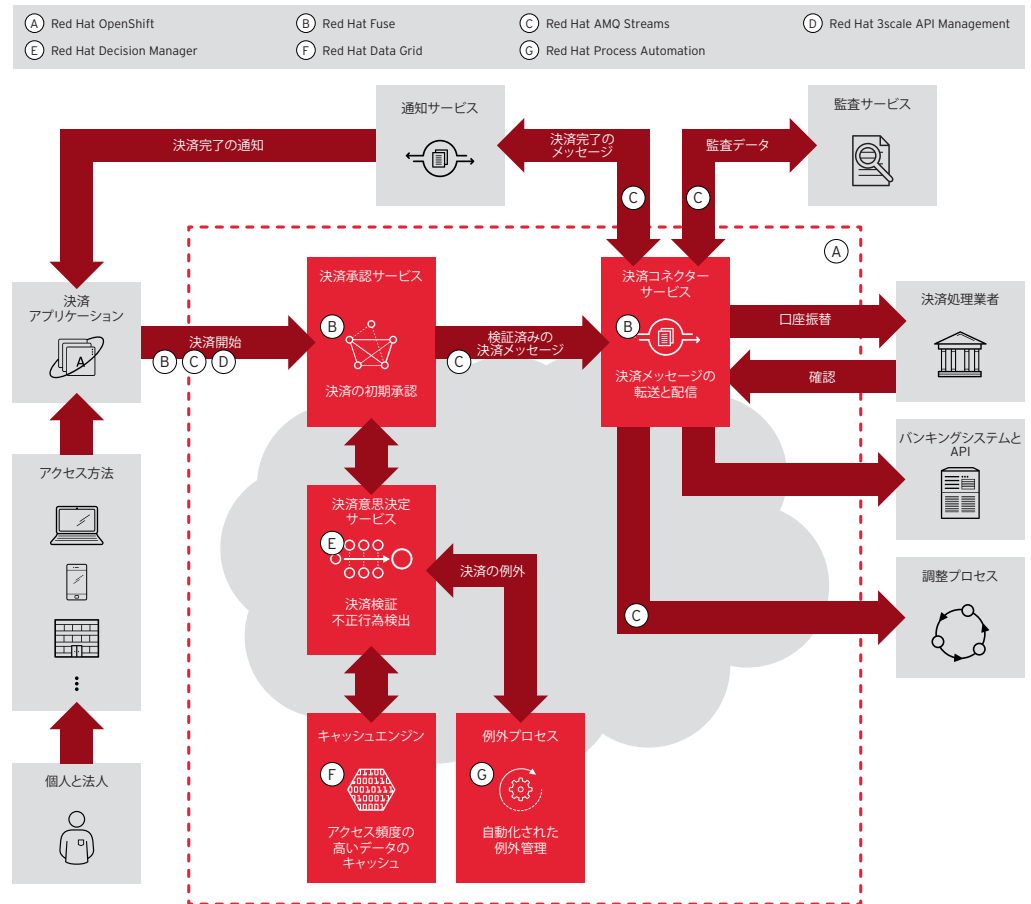 A Red Hat OpenShift
B Red Hat Fuse
C Red Hat AMQ Streams
D Red Hat 3scale API Management
E Red Hat Decision Manager
F Red Hat Data Grid
G Red Hat Process Automation
通知サービス
監査サービス
決済完了の通知
決済完了の
メッセージ
監査データ
C
C
A
決済
アプリケーション
A
決済開始
B C D
決済承認サービス
B
決済の初期承認
検証済みの
決済メッセージ
C
決済コネクター
サービス
B
決済メッセージの
転送と配信
口座振替
確認
決済処理業者
バンキングシステムと
API
調整プロセス
C
アクセス方法
個人と法人
決済意思決定
サービス
E
決済検証
不正行為検出
決済の例外
キャッシュエンジン
F
アクセス頻度の
高いデータの
キャッシュ
例外プロセス
G
自動化された
例外管理